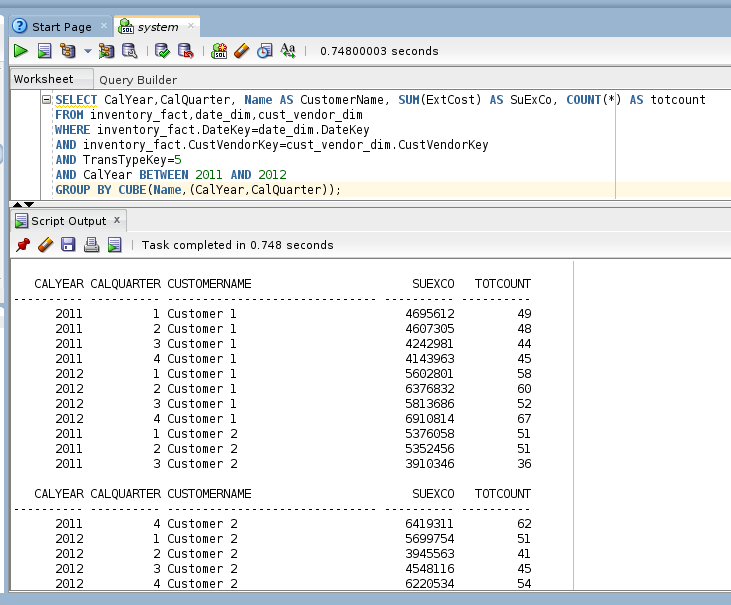 Start Page
system
0.74800003 seconds
Worksheet Query Builder
SELECT CalYear,CalQuarter, Name AS CustomerName, SUM(ExtCost) AS SuExCo, COUNT(*) AS totcount
FROM inventory_fact,date_dim,cust_vendor_dim
WHERE inventory_fact.DateKey=date_dim.DateKey
AND inventory_fact.CustVendorKey=cust_vendor_dim.CustVendorKey
AND TransTypeKey=5
AND CalYear BETWEEN 2011 AND 2012
GROUP BY CUBE(Name,(CalYear,CalQuarter));
Script Output
Task completed in 0.748 seconds
CALYEAR CALQUARTER CUSTOMERNAME SUEXCO TOTCOUNT
2011 1 Customer 1 4695612 49
2011 2 Customer 1 4607305 48
2011 3 Customer 1 4242981 44
2011 4 Customer 1 4143963 45
2012 1 Customer 1 5602801 58
2012 2 Customer 1 6376832 60
2012 3 Customer 1 5813686 52
2012 4 Customer 1 6910814 67
2011 1 Customer 2 5376058 51
2011 2 Customer 2 5352456 51
2011 3 Customer 2 3910346 36
CALYEAR CALQUARTER CUSTOMERNAME SUEXCO TOTCOUNT
2011 4 Customer 2 6419311 62
2012 1 Customer 2 5699754 51
2012 2 Customer 2 3945563 41
2012 3 Customer 2 4548116 45
2012 4 Customer 2 6220534 54